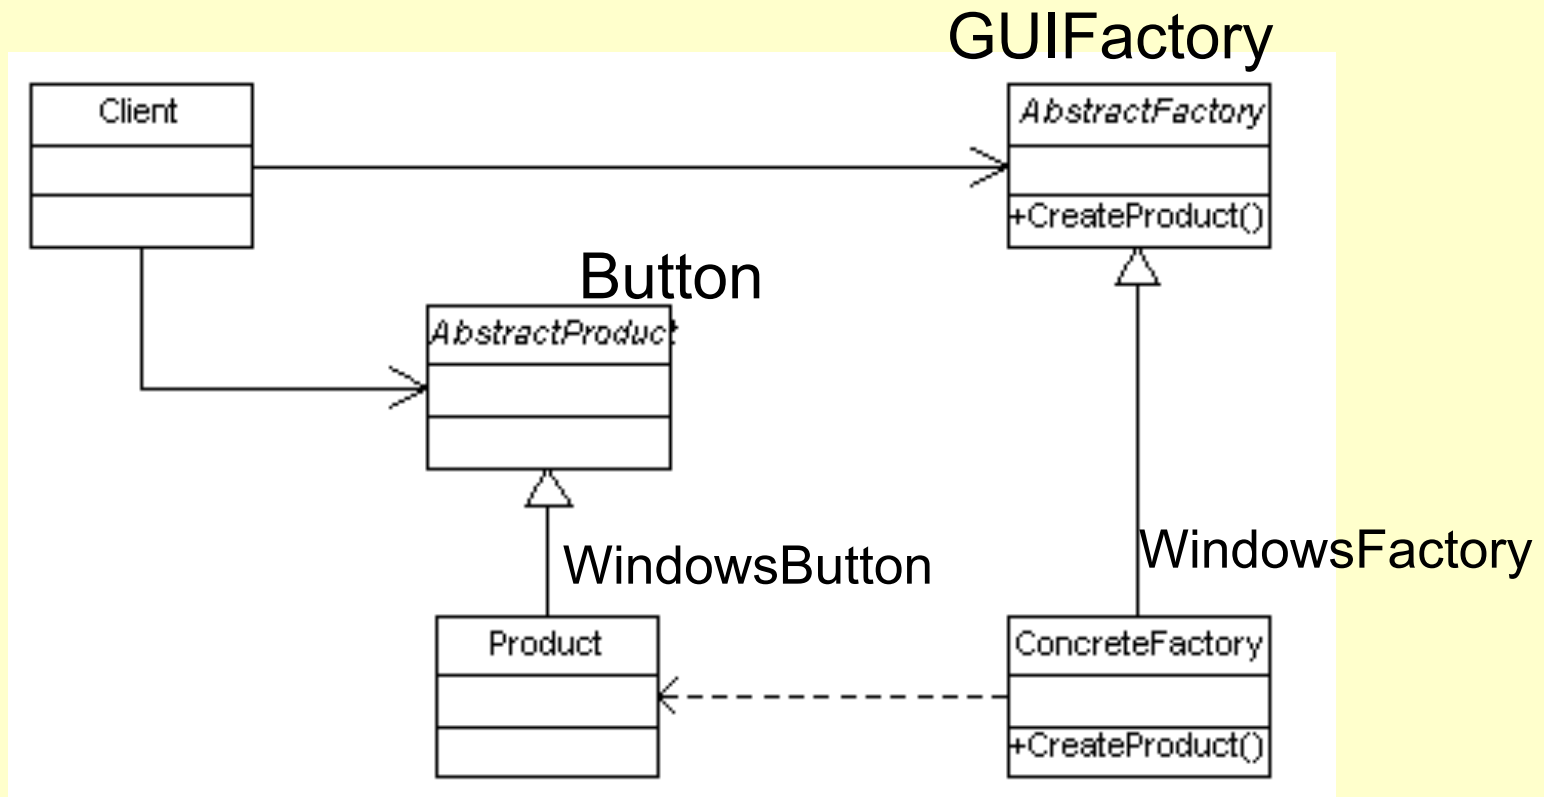 GUIFactory
Client
AbstractFactory
+CreateProduct()
Button
AbstractProduct
WindowsButton
WindowsFactory
Product
ConcreteFactory
+CreateProduct()